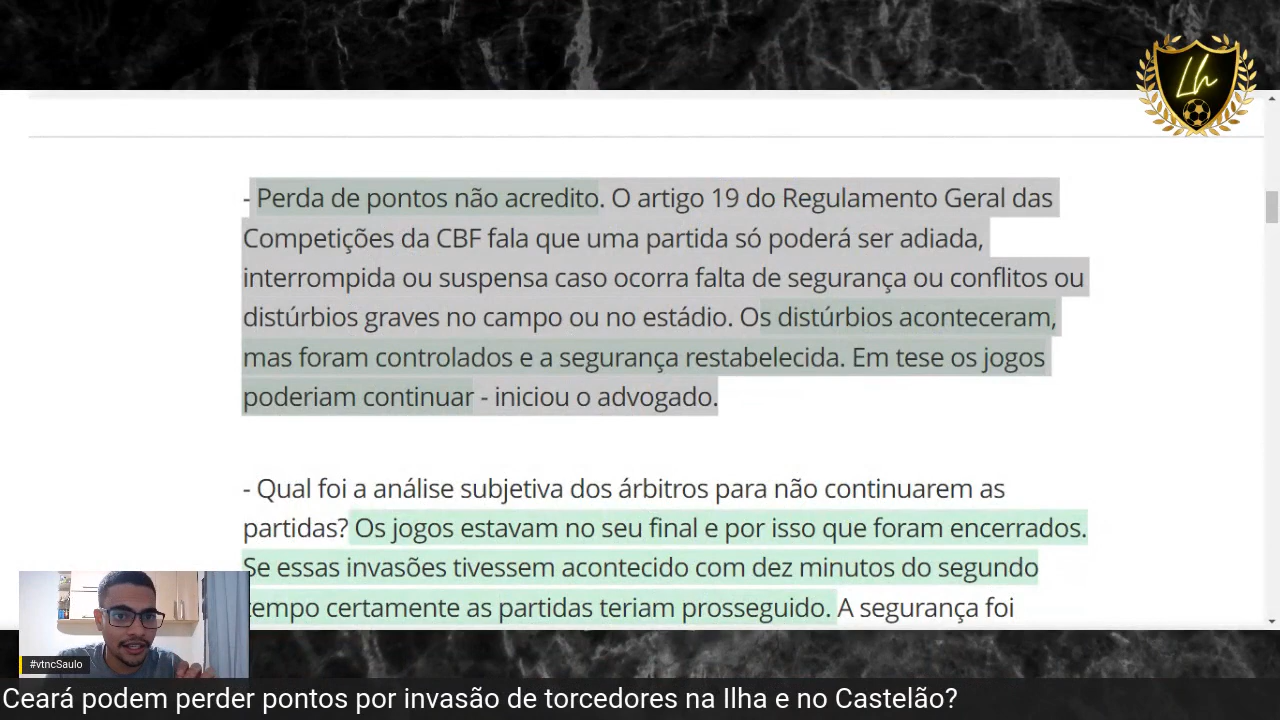 Lh
- Perda de pontos não acredito. O artigo 19 do Regulamento Geral das
Competições da CBF fala que uma partida só poderá ser adiada,
interrompida ou suspensa caso ocorra falta de segurança ou conflitos ou
distúrbios graves no campo ou no estádio. Os distúrbios aconteceram,
mas foram controlados e a segurança restabelecida. Em tese os jogos
poderiam continuar - iniciou o advogado.
- Qual foi a análise subjetiva dos árbitros para não continuarem as
partidas? Os jogos estavam no seu final e por isso que foram encerrados.
Se essas invasões tivessem acontecido com dez minutos do segundo
tempo certamente as partidas teriam prosseguido. A segurança foi
#vtncSaulo
Ceará podem perder pontos por invasão de torcedores na Ilha e no Castelão?